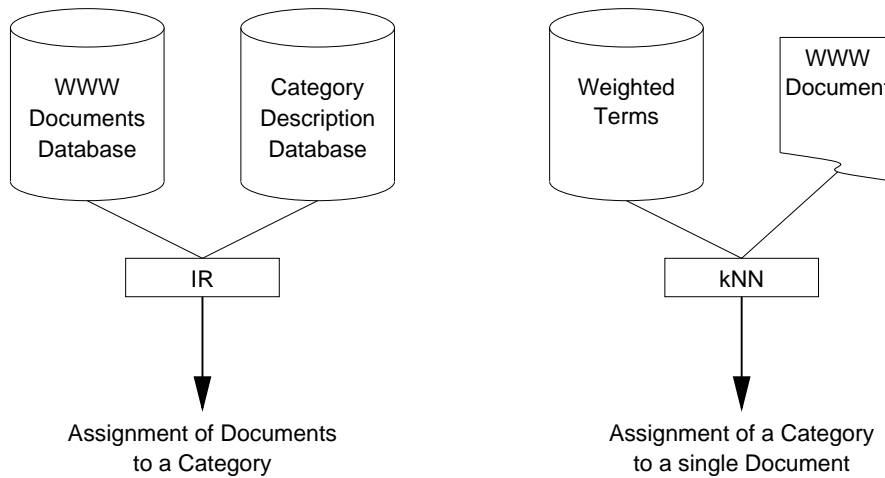 WWW
Documents
Database
Category
Description
Database
IR
Assignment of Documents
to a Category
Weighted
Terms
WWW
Document
kNN
Assignment of a Category
to a single Document